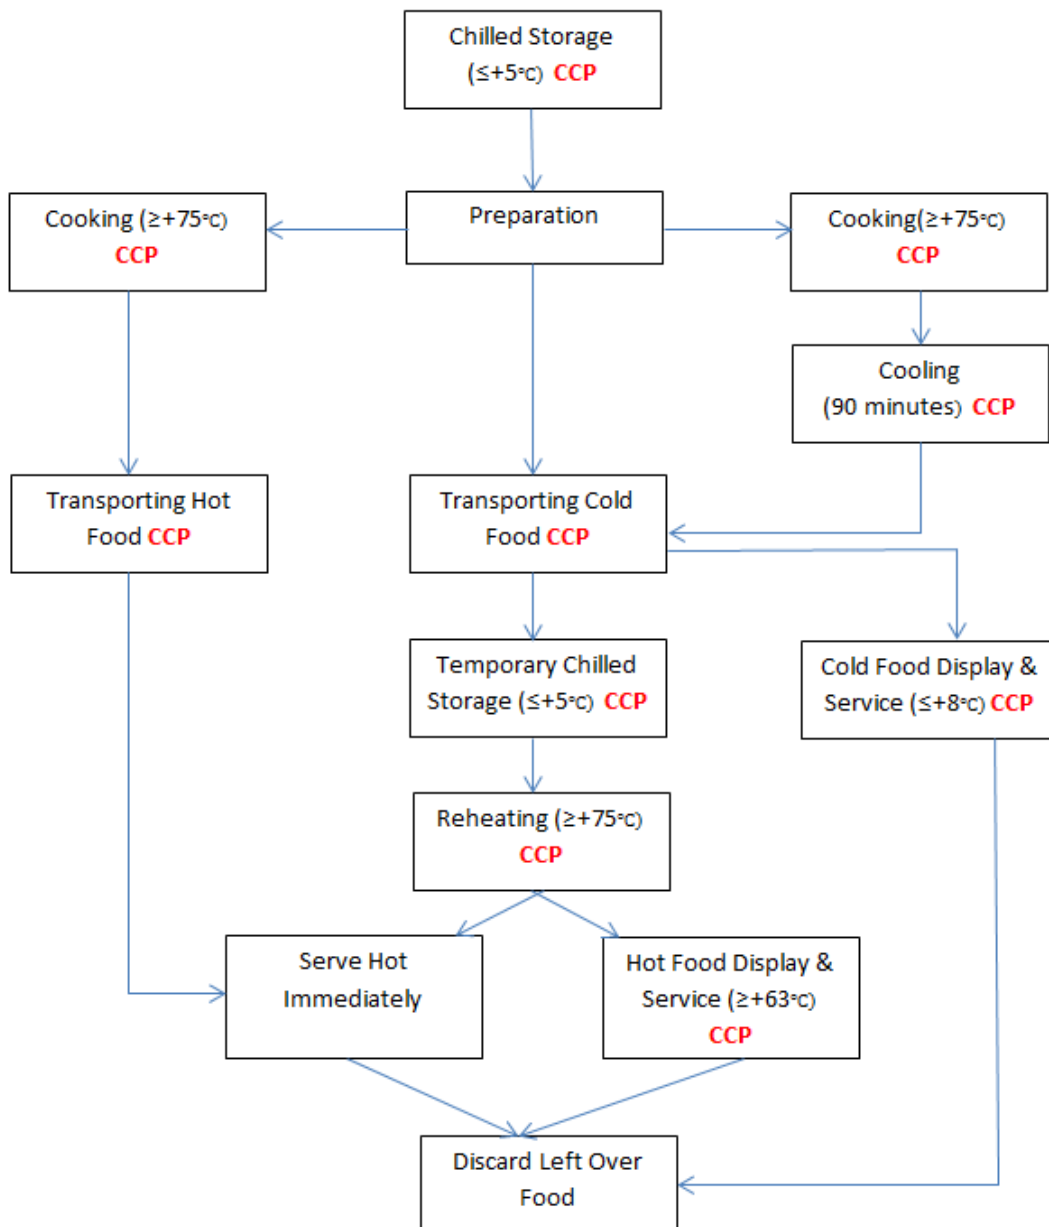 Chilled Storage
(≤+5°C) CCP
Cooking (≥+75°C)
CCP
Preparation
Cooking(≥+75°C)
CCP
Cooling
(90 minutes) CCP
Transporting Hot
Food CCP
Transporting Cold
Food CCP
Temporary Chilled
Storage (≤+5°C) CCP
Cold Food Display &
Service (≤+8°C) CCP
Reheating (≥+75°C)
CCP
Serve Hot
Immediately
Hot Food Display &
Service (≥+63°C)
CCP
Discard Left Over
Food